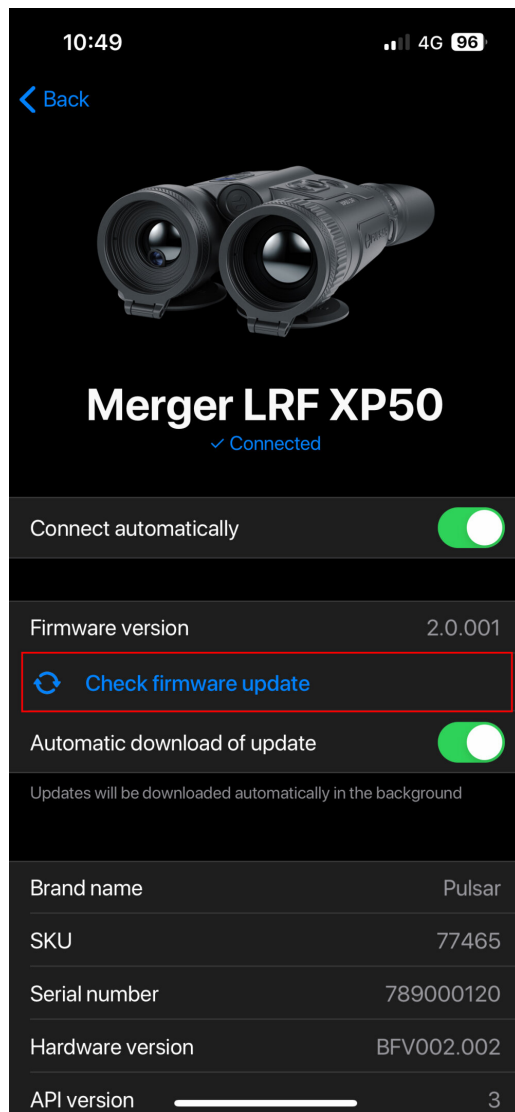 10:49
4G 96
Back
Merger LRF XP50
Connected
Connect automatically
Firmware version 2.0.001
Check firmware update
Automatic download of update
Updates will be downloaded automatically in the background
Brand name Pulsar
SKU 77465
Serial number 789000120
Hardware version BFV002.002
API version 3